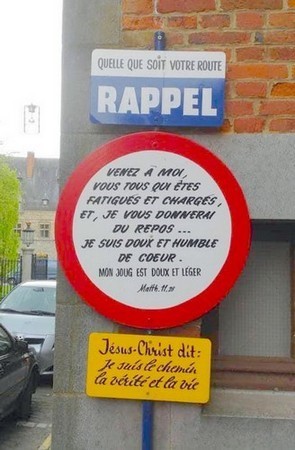 QUELLE QUE SOIT VOTRE ROUTE
RAPPEL
VENEZ À MOI,
VOUS TOUS QUI ÊTES
FATIGUÉS ET CHARGÉS,
ET, JE VOUS DONNERAI
DU REPOS...
JE SUIS DOUX ET HUMBLE
DE COEUR.
MON JOUG EST DOUX ET LÉGER
Matth. 11.28
Jésus-Christ dit:
je suis le chemin
la vérité et la vie